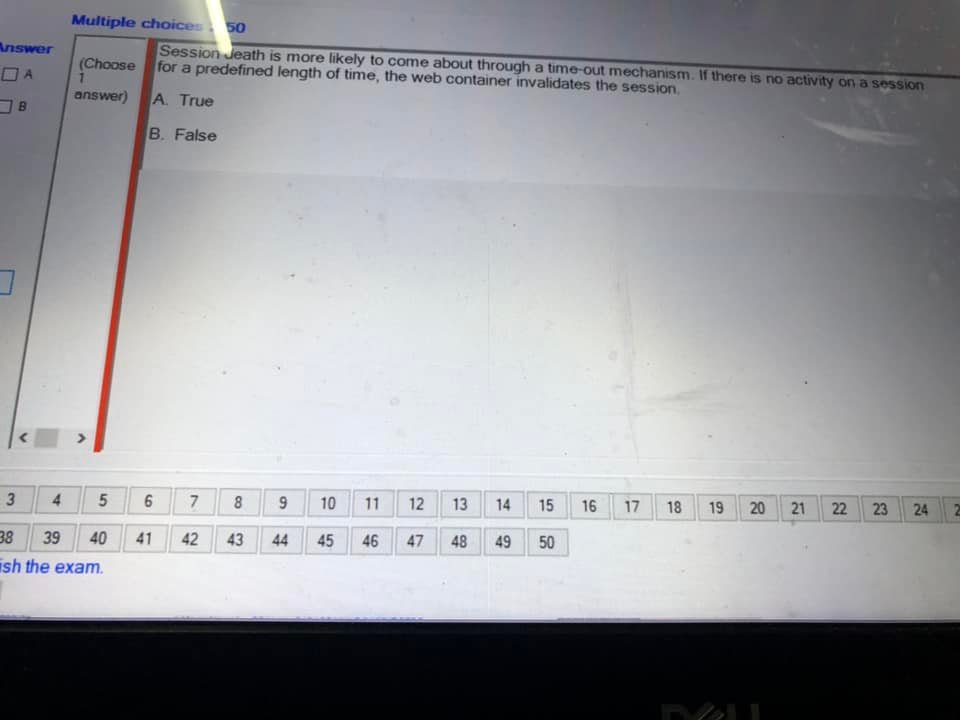 Multiple choices 50
Answer
A
B
(Choose
1
answer)
Session death is more likely to come about through a time-out mechanism. If there is no activity on a session
for a predefined length of time, the web container invalidates the session.
A. True
B. False
3 4 5 6 7 8 9 10 11 12 13 14 15 16 17 18 19 20 21 22 23 24 2
38 39 40 41 42 43 44 45 46 47 48 49 50
ish the exam.
DELL